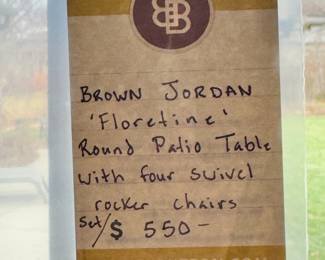 BROWN JORDAN
'Floretine'
Round Patio Table
with four swivel
rocker chairs
Set/$ 550-